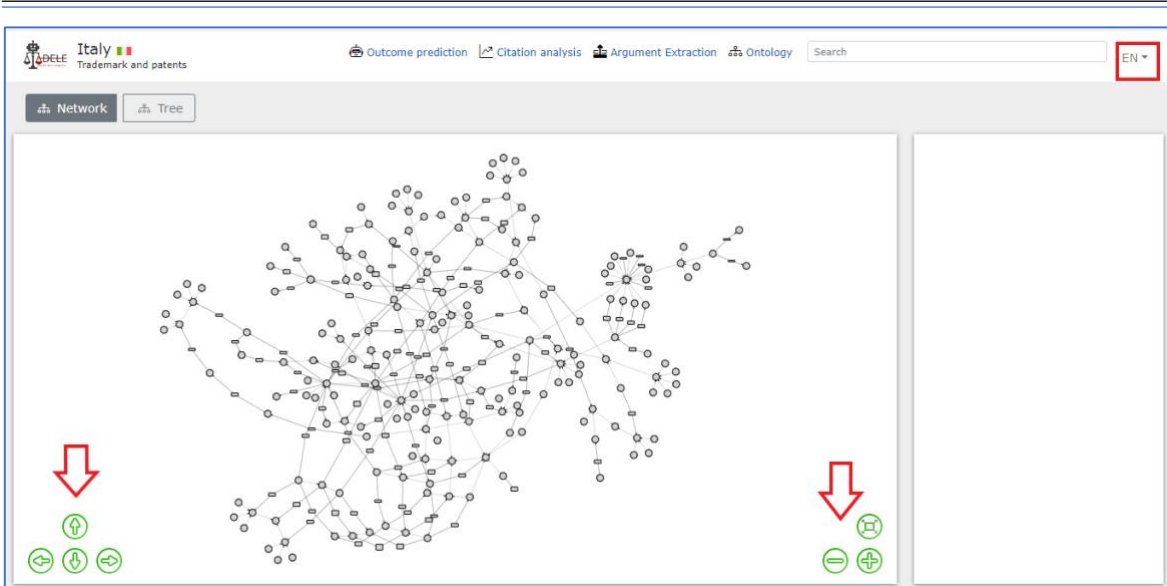 ADELE
Italy
Trademark and patents
Outcome prediction
Citation analysis
Argument Extraction
Ontology
Search
EN
Network
Tree